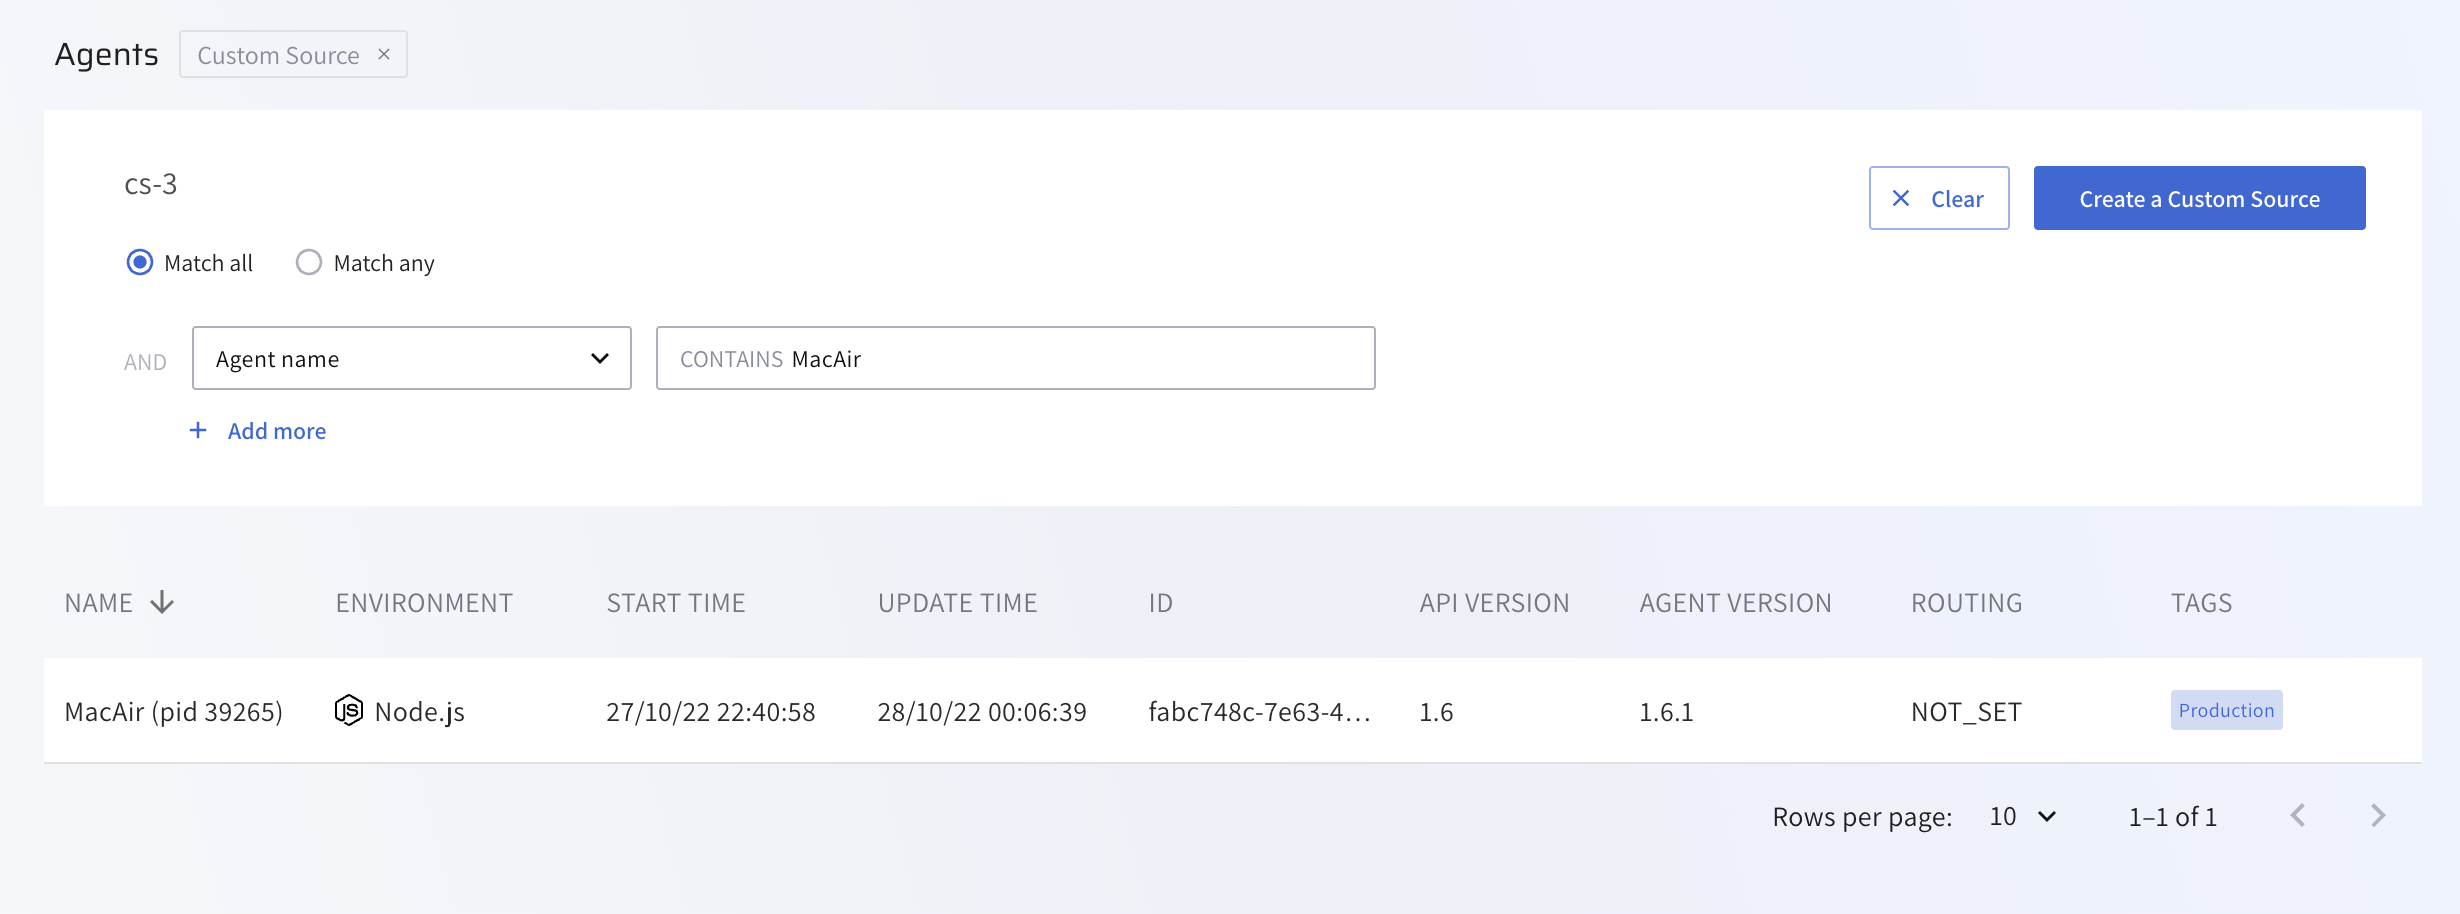 Agents Custom Source ×
cs-3
Clear Create a Custom Source
Match all Match any
AND Agent name CONTAINS MacAir
+ Add more
NAME ENVIRONMENT START TIME UPDATE TIME ID API VERSION AGENT VERSION ROUTING TAGS
MacAir (pid 39265) JS Node.js 27/10/22 22:40:58 28/10/22 00:06:39 fabc748c-7e63-4... 1.6 1.6.1 NOT_SET Production
Rows per page: 10 1–1 of 1